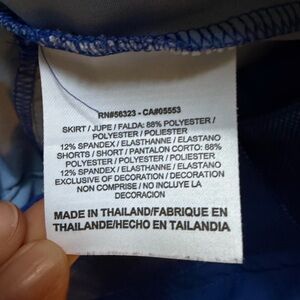 RN#56323 - CA#05553
SKIRT / JUPE / FALDA: 88% POLYESTER /
POLYESTER / POLIESTER
12% SPANDEX / ELASTHANNE / ELASTANO
SHORTS / SHORT / PANTALON CORTO: 88%
POLYESTER / POLYESTER / POLIESTER
12% SPANDEX / ELASTHANNE / ELASTANO
EXCLUSIVE OF DECORATION / DECORATION
NON COMPRISE / NO INCLUYE LA
DECORACION
MADE IN THAILAND/FABRIQUE EN
THAILANDE/HECHO EN TAILANDIA